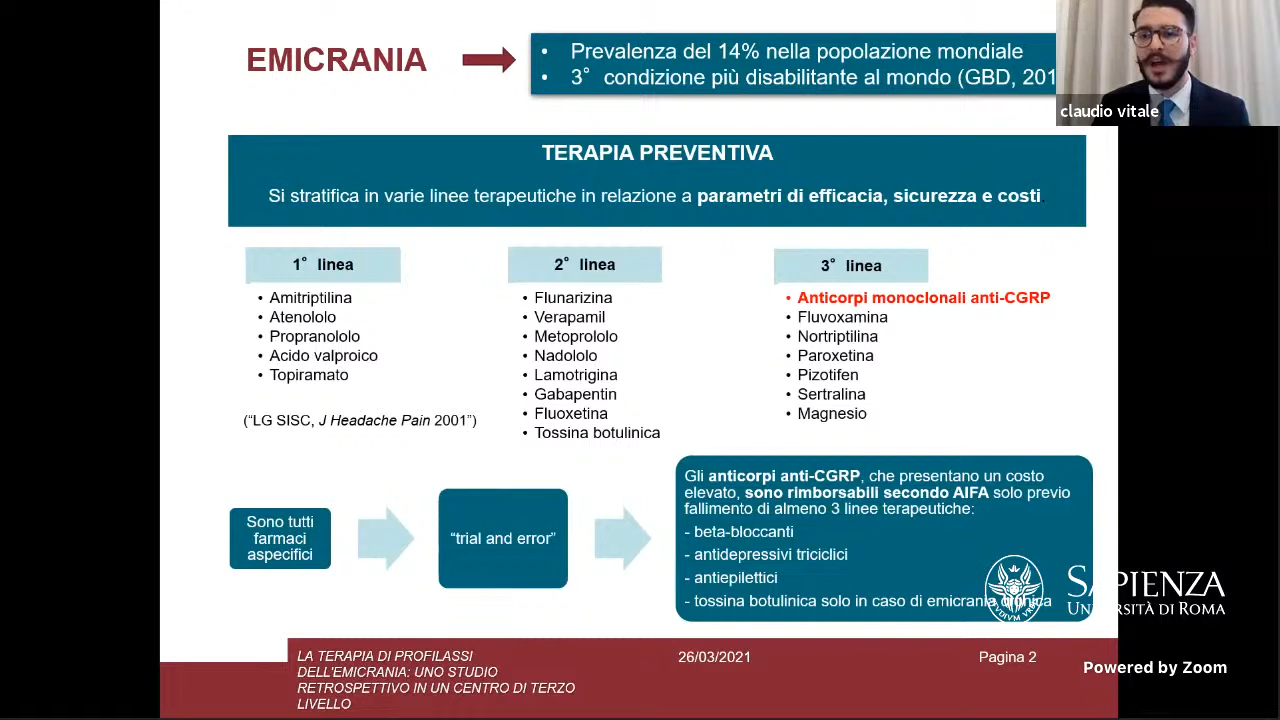 EMICRANIA
• Prevalenza del 14% nella popolazione mondiale
• 3° condizione più disabilitante al mondo (GBD, 201
claudio vitale
TERAPIA PREVENTIVA
Si stratifica in varie linee terapeutiche in relazione a parametri di efficacia, sicurezza e costi.
1° linea
• Amitriptilina
• Atenololo
• Propranololo
• Acido valproico
• Topiramato
("LG SISC, J Headache Pain 2001")
2° linea
• Flunarizina
• Verapamil
• Metoprololo
• Nadololo
• Lamotrigina
• Gabapentin
• Fluoxetina
• Tossina botulinica
3° linea
• Anticorpi monoclonali anti-CGRP
• Fluvoxamina
• Nortriptilina
• Paroxetina
• Pizotifen
• Sertralina
• Magnesio
Sono tutti
farmaci
aspecifici
“trial and error”
Gli anticorpi anti-CGRP, che presentano un costo
elevato, sono rimborsabili secondo AIFA solo previo
fallimento di almeno 3 linee terapeutiche:
- beta-bloccanti
- antidepressivi triciclici
- antiepilettici
- tossina botulinica solo in caso di emicrania
SAPIENZA
UNIVERSITÀ DI ROMA
LA TERAPIA DI PROFILASSI
DELL'EMICRANIA: UNO STUDIO
RETROSPETTIVO IN UN CENTRO DI TERZO
LIVELLO
26/03/2021
Pagina 2
Powered by Zoom